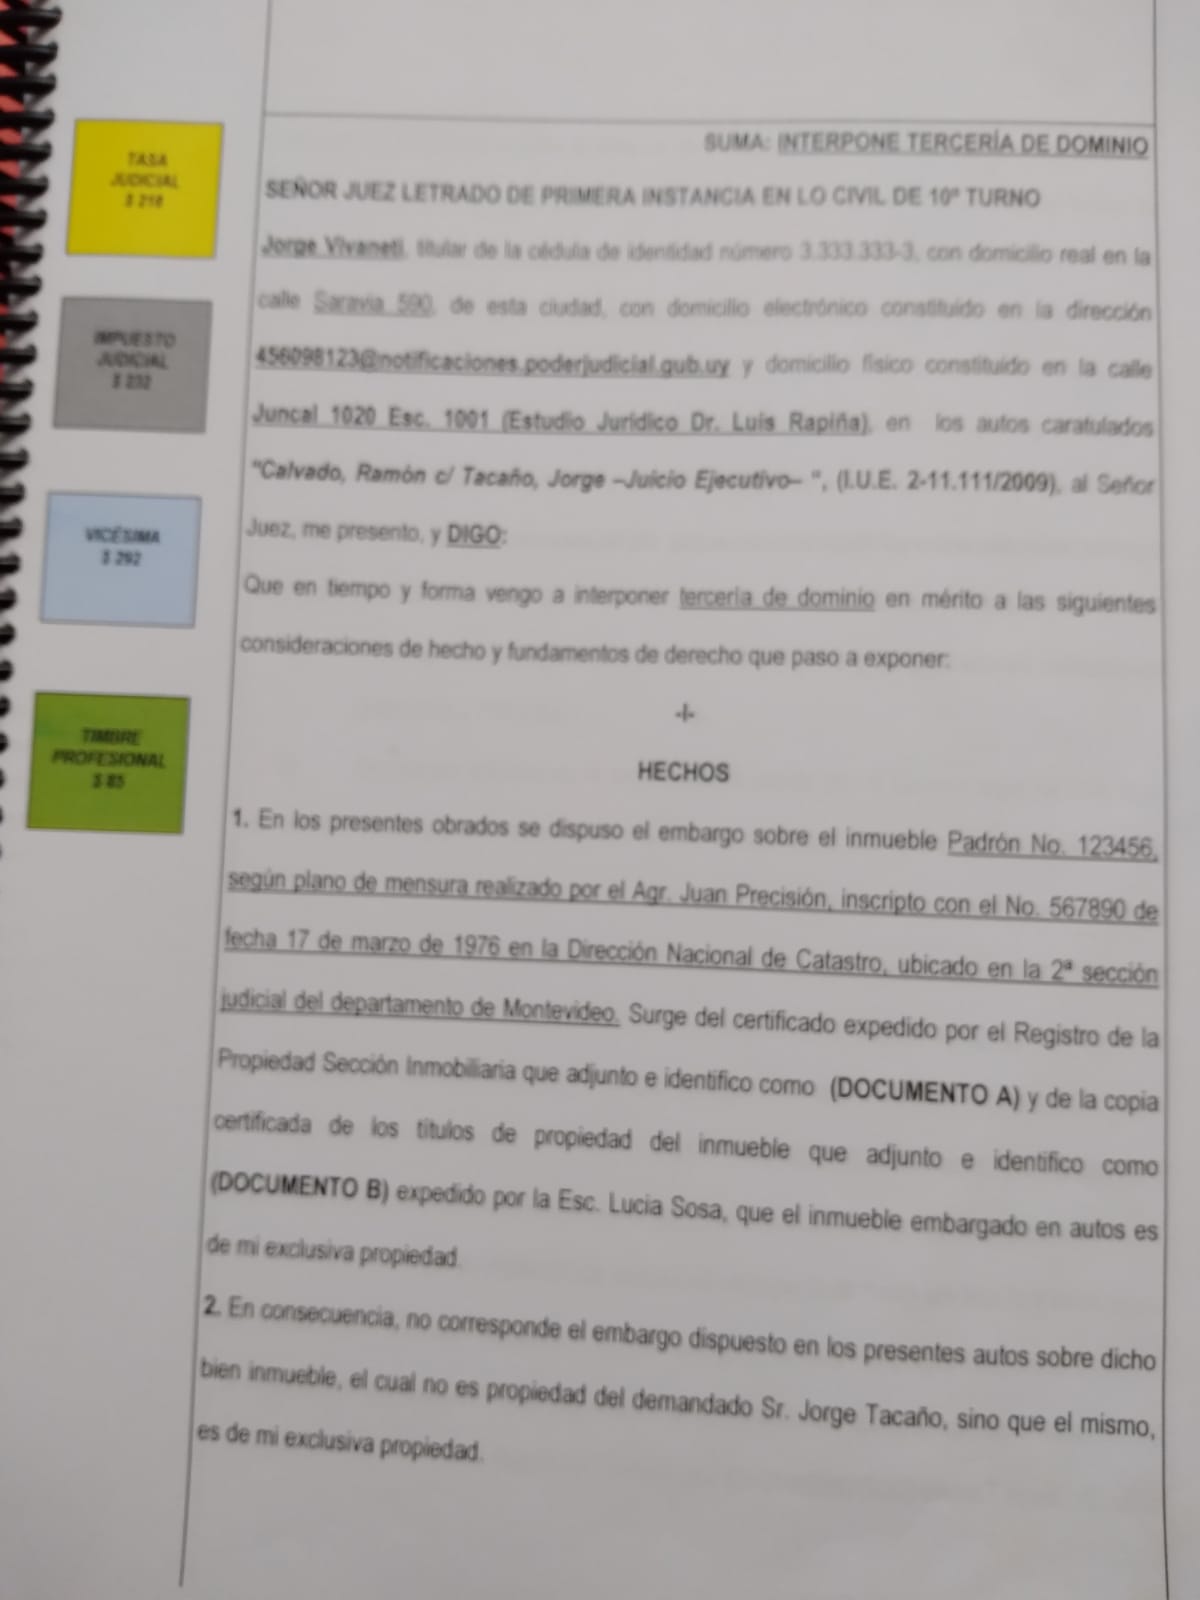 SUMA: INTERPONE TERCERÍA DE DOMINIO
TASA
JUDICIAL
$ 218
SEÑOR JUEZ LETRADO DE PRIMERA INSTANCIA EN LO CIVIL DE 10º TURNO
Jorge Vivaneti, titular de la cédula de identidad número 3.333.333-3, con domicilio real en la
calle Saravia 590, de esta ciudad, con domicilio electrónico constituido en la dirección
IMPUESTO
JUDICIAL
$ 232
456098123@notificaciones.poderjudicial.gub.uy y domicilio físico constituido en la calle
Juncal 1020 Esc. 1001 (Estudio Jurídico Dr. Luis Rapiña), en los autos caratulados
"Calvado, Ramón c/ Tacaño, Jorge –Juicio Ejecutivo– ", (I.U.E. 2-11.111/2009), al Señor
Juez, me presento, y DIGO:
VICÉSIMA
$ 292
Que en tiempo y forma vengo a interponer tercería de dominio en mérito a las siguientes
consideraciones de hecho y fundamentos de derecho que paso a exponer:
-I-
TIMBRE
PROFESIONAL
$ 85
HECHOS
1. En los presentes obrados se dispuso el embargo sobre el inmueble Padrón No. 123456,
según plano de mensura realizado por el Agr. Juan Precisión, inscripto con el No. 567890 de
fecha 17 de marzo de 1976 en la Dirección Nacional de Catastro, ubicado en la 2ª sección
judicial del departamento de Montevideo. Surge del certificado expedido por el Registro de la
Propiedad Sección Inmobiliaria que adjunto e identifico como (DOCUMENTO A) y de la copia
certificada de los títulos de propiedad del inmueble que adjunto e identifico como
(DOCUMENTO B) expedido por la Esc. Lucia Sosa, que el inmueble embargado en autos es
de mi exclusiva propiedad.
2. En consecuencia, no corresponde el embargo dispuesto en los presentes autos sobre dicho
bien inmueble, el cual no es propiedad del demandado Sr. Jorge Tacaño, sino que el mismo,
es de mi exclusiva propiedad.